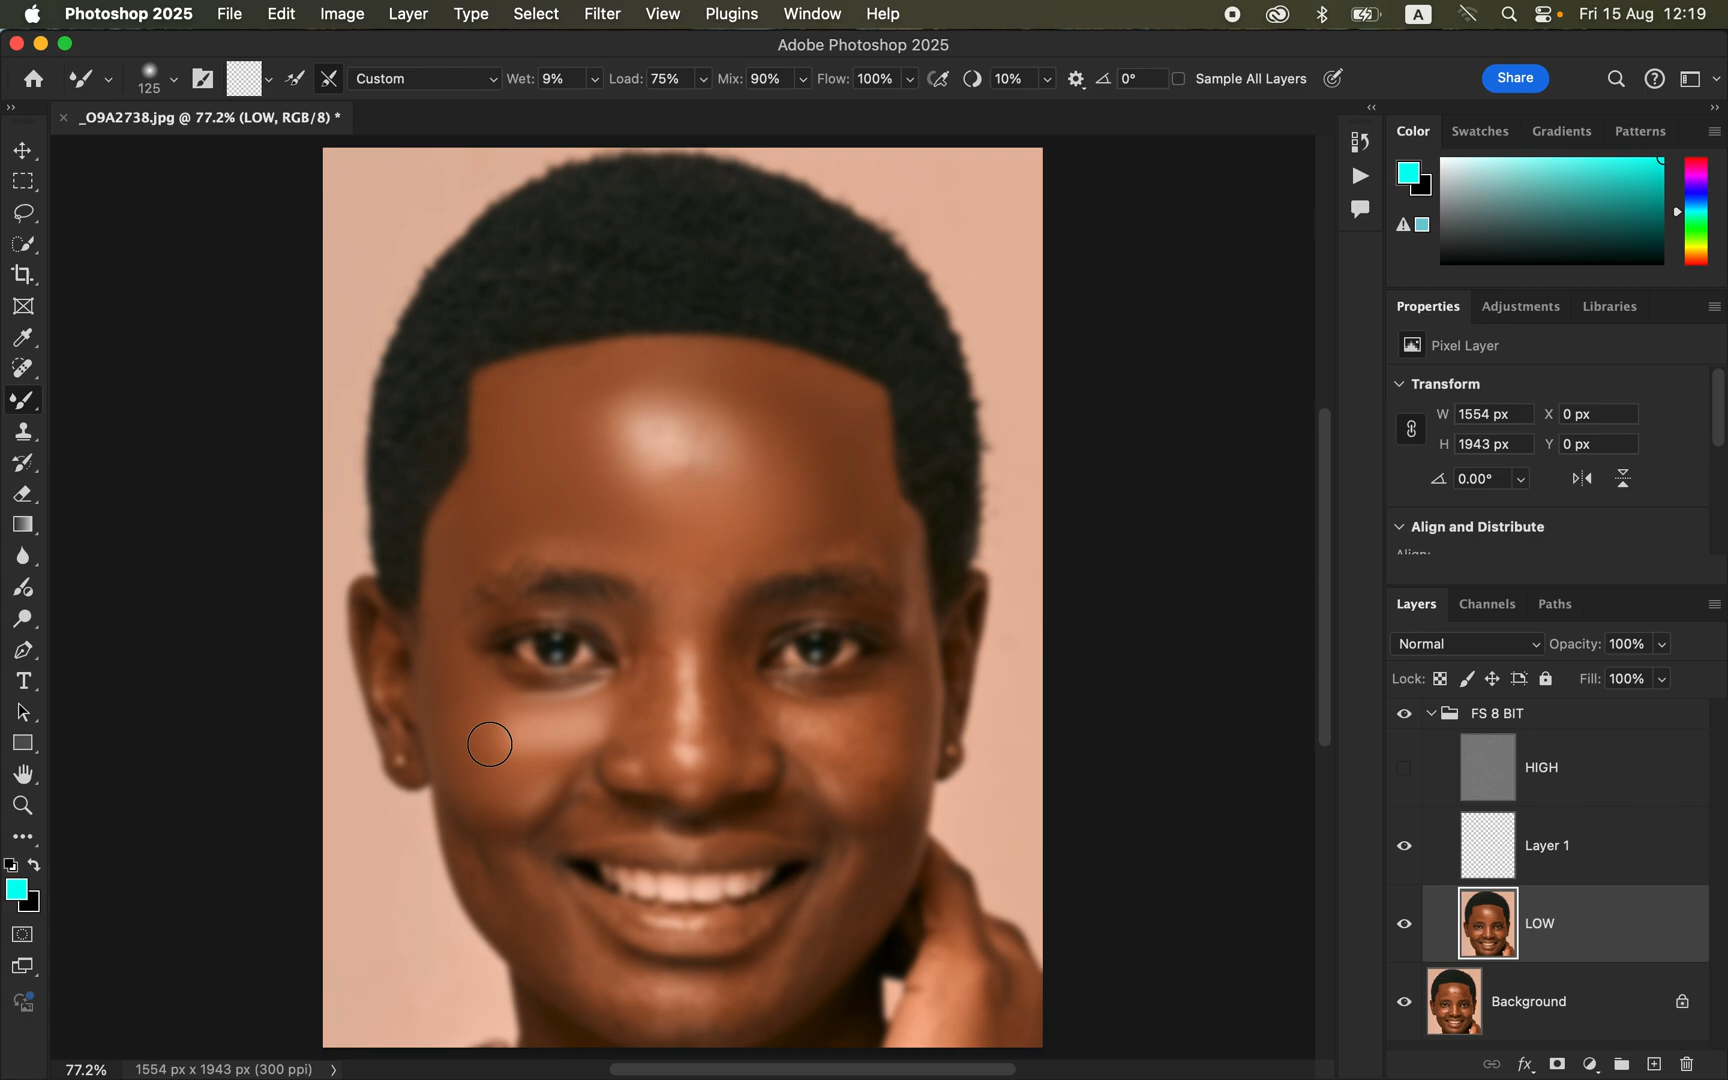 Photoshop 2025 File Edit Image Layer Type Select Filter View Plugins Window Help A Fri 15 Aug 12:19
Adobe Photoshop 2025
125 Custom Wet: 9% Load: 75% Mix: 90% Flow: 100% 10% 0° Sample All Layers Share
_O9A2738.jpg @ 77.2% (LOW, RGB/8) *
Color Swatches Gradients Patterns
Properties Adjustments Libraries
Pixel Layer
Transform
W 1554 px X 0 px
H 1943 px Y 0 px
0.00°
Align and Distribute
Align:
Layers Channels Paths
Normal Opacity: 100%
Lock: Fill: 100%
FS 8 BIT
HIGH
Layer 1
LOW
Background
77.2% 1554 px x 1943 px (300 ppi)